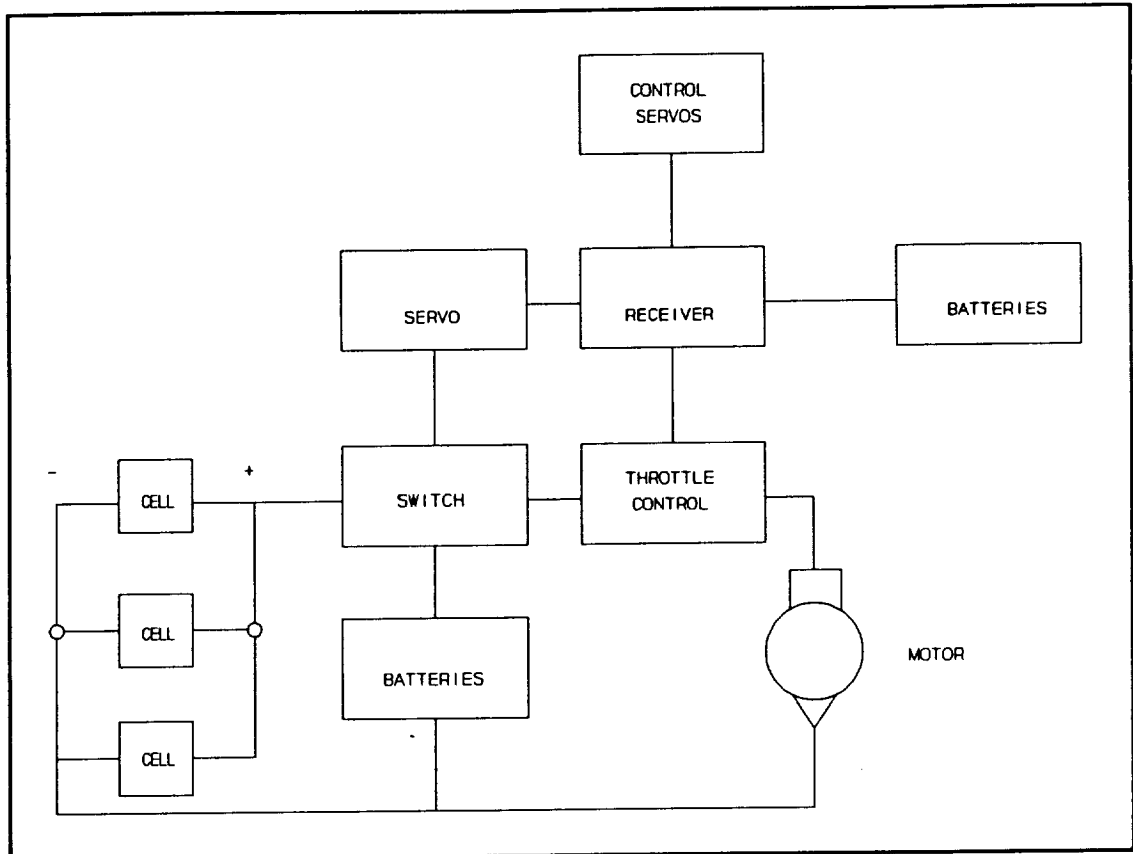 CONTROL
SERVOS
SERVO
RECEIVER
BATTERIES
-
+
CELL
SWITCH
THROTTLE
CONTROL
CELL
BATTERIES
MOTOR
CELL